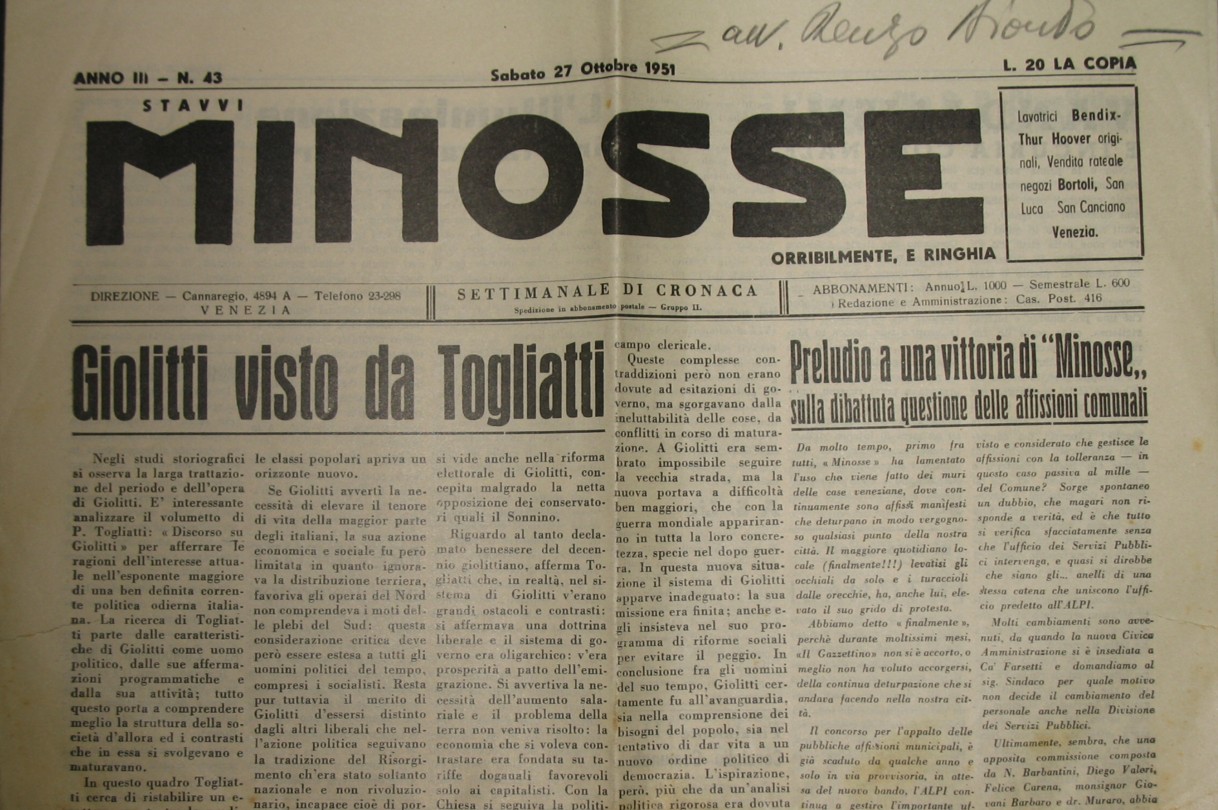 avv. Renzo Biondo
ANNO III - N. 43
Sabato 27 Ottobre 1951
L. 20 LA COPIA
STAVVI
MINOSSE
ORRIBILMENTE, E RINGHIA
Lavatrici Bendix-
Thur Hoover origi-
nali, Vendita rateale
negozi Bortoli, San
Luca San Canciano
Venezia.
DIREZIONE — Cannaregio, 4894 A — Telefono 23-298
VENEZIA
SETTIMANALE DI CRONACA
Spedizione in abbonamento postale — Gruppo II.
ABBONAMENTI: Annuo L. 1000 — Semestrale L. 600
Redazione e Amministrazione: Cas. Post. 416
Giolitti visto da Togliatti
Negli studi storiografici
si osserva la larga trattazio-
ne del periodo e dell'opera
di Giolitti. E' interessante
analizzare il volumetto di
P. Togliatti: « Discorso su
Giolitti » per afferrare le
ragioni dell'interesse attua-
le nell'esponente maggiore
di una ben definita corren-
te politica odierna italia-
na. La ricerca di Togliat-
ti parte dalle caratteristi-
che di Giolitti come uomo
politico, dalle sue afferma-
zioni programmatiche e
dalla sua attività; tutto
questo porta a comprendere
meglio la struttura della so-
cietà d'allora ed i contrasti
che in essa si svolgevano e
maturavano.
In questo quadro Togliat-
ti cerca di ristabilire un e-
le classi popolari apriva un
orizzonte nuovo.
Se Giolitti avvertì la ne-
cessità di elevare il tenore
di vita della maggior parte
degli italiani, la sua azione
economica e sociale fu però
limitata in quanto ignora-
va la distribuzione terriera,
favoriva gli operai del Nord
non comprendeva i moti del-
le plebi del Sud: questa
considerazione critica deve
però essere estesa a tutti gli
uomini politici del tempo,
compresi i socialisti. Resta
pur tuttavia il merito di
Giolitti d'essersi distinto
dagli altri liberali che nel-
l'azione politica seguivano
la tradizione del Risorgi-
mento ch'era stato soltanto
nazionale e non rivoluzio-
nario, incapace cioè di por-
si vide anche nella riforma
elettorale di Giolitti, con-
cepita malgrado la netta
opposizione dei conservato-
ri quali il Sonnino.
Riguardo al tanto decla-
mato benessere del decen-
nio giolittiano, afferma To-
gliatti che, in realtà, nel si-
stema di Giolitti v'erano
grandi ostacoli e contrasti:
si affermava una dottrina
liberale e il sistema di go-
verno era oligarchico: v'era
prosperità a patto dell'emi-
grazione. Si avvertiva la ne-
cessità dell'aumento sala-
riale e il problema della
terra non veniva risolto: la
economia che si voleva con-
trastare era fondata su ta-
riffe doganali favorevoli
solo ai capitalisti. Con la
Chiesa si seguiva la politi-
campo clericale.
Queste complesse con-
traddizioni però non erano
dovute ad esitazioni di go-
verno, ma sgorgavano dalla
ineluttabilità delle cose, da
conflitti in corso di matura-
zione. A Giolitti era sem-
brato impossibile seguire
la vecchia strada, ma la
nuova portava a difficoltà
ben maggiori, che con la
guerra mondiale appariran-
no in tutta la loro concre-
tezza, specie nel dopo guer-
ra. In questa nuova situa-
zione il sistema di Giolitti
apparve inadeguato: la sua
missione era finita; anche e-
gli insisteva nel suo pro-
gramma di riforme sociali
per evitare il peggio. In
conclusione fra gli uomini
del suo tempo, Giolitti cer-
tamente fu all'avanguardia,
sia nella comprensione dei
bisogni del popolo, sia nel
tentativo di dar vita a un
nuovo ordine politico di
democrazia. L'ispirazione,
però, più che da un'analisi
politica rigorosa era dovuta
Preludio a una vittoria di “Minosse„
sulla dibattuta questione delle affissioni comunali
Da molto tempo, primo fra
tutti, « Minosse » ha lamentato
l'uso che viene fatto dei muri
delle case veneziane, dove con-
tinuamente sono affissi manifesti
che deturpano in modo vergogno-
so qualsiasi punto della nostra
città. Il maggiore quotidiano lo-
cale (finalmente!!!) levatisi gli
occhiali da solo e i turaccioli
dalle orecchie, ha, anche lui, ele-
vato il suo grido di protesta.
Abbiamo detto « finalmente »,
perchè durante moltissimi mesi,
«Il Gazzettino» non si è accorto, o
meglio non ha voluto accorgersi,
della continua deturpazione che si
andava facendo nella nostra cit-
tà.
Il concorso per l'appalto delle
pubbliche affissioni municipali, è
già scaduto da qualche anno e
solo in via provvisoria, in atte-
sa del nuovo bando, l'ALPI con-
tinua a gestire l'importante uf-
visto e considerato che gestisce le
affissioni con la tolleranza — in
questo caso passiva al mille —
del Comune? Sorge spontaneo
un dubbio, che magari non ri-
sponde a verità, ed è che tutto
si verifica sfacciatamente senza
che l'ufficio dei Servizi Pubbli-
ci intervenga, e quasi si direbbe
che siano gli... anelli di una
stessa catena che uniscono l'uffi-
cio predetto all'ALPI.
Molti cambiamenti sono avve-
nuti, da quando la nuova Civica
Amministrazione si è insediata a
Ca' Farsetti e domandiamo al
sig. Sindaco per quale motivo
non decide il cambiamento del
personale anche nella Divisione
dei Servizi Pubblici.
Ultimamente, sembra, che una
apposita commissione composta
da N. Barbantini, Diego Valeri,
Felice Carena, monsignor Gio-
vani Barbaro e dr. Muraro, abbia